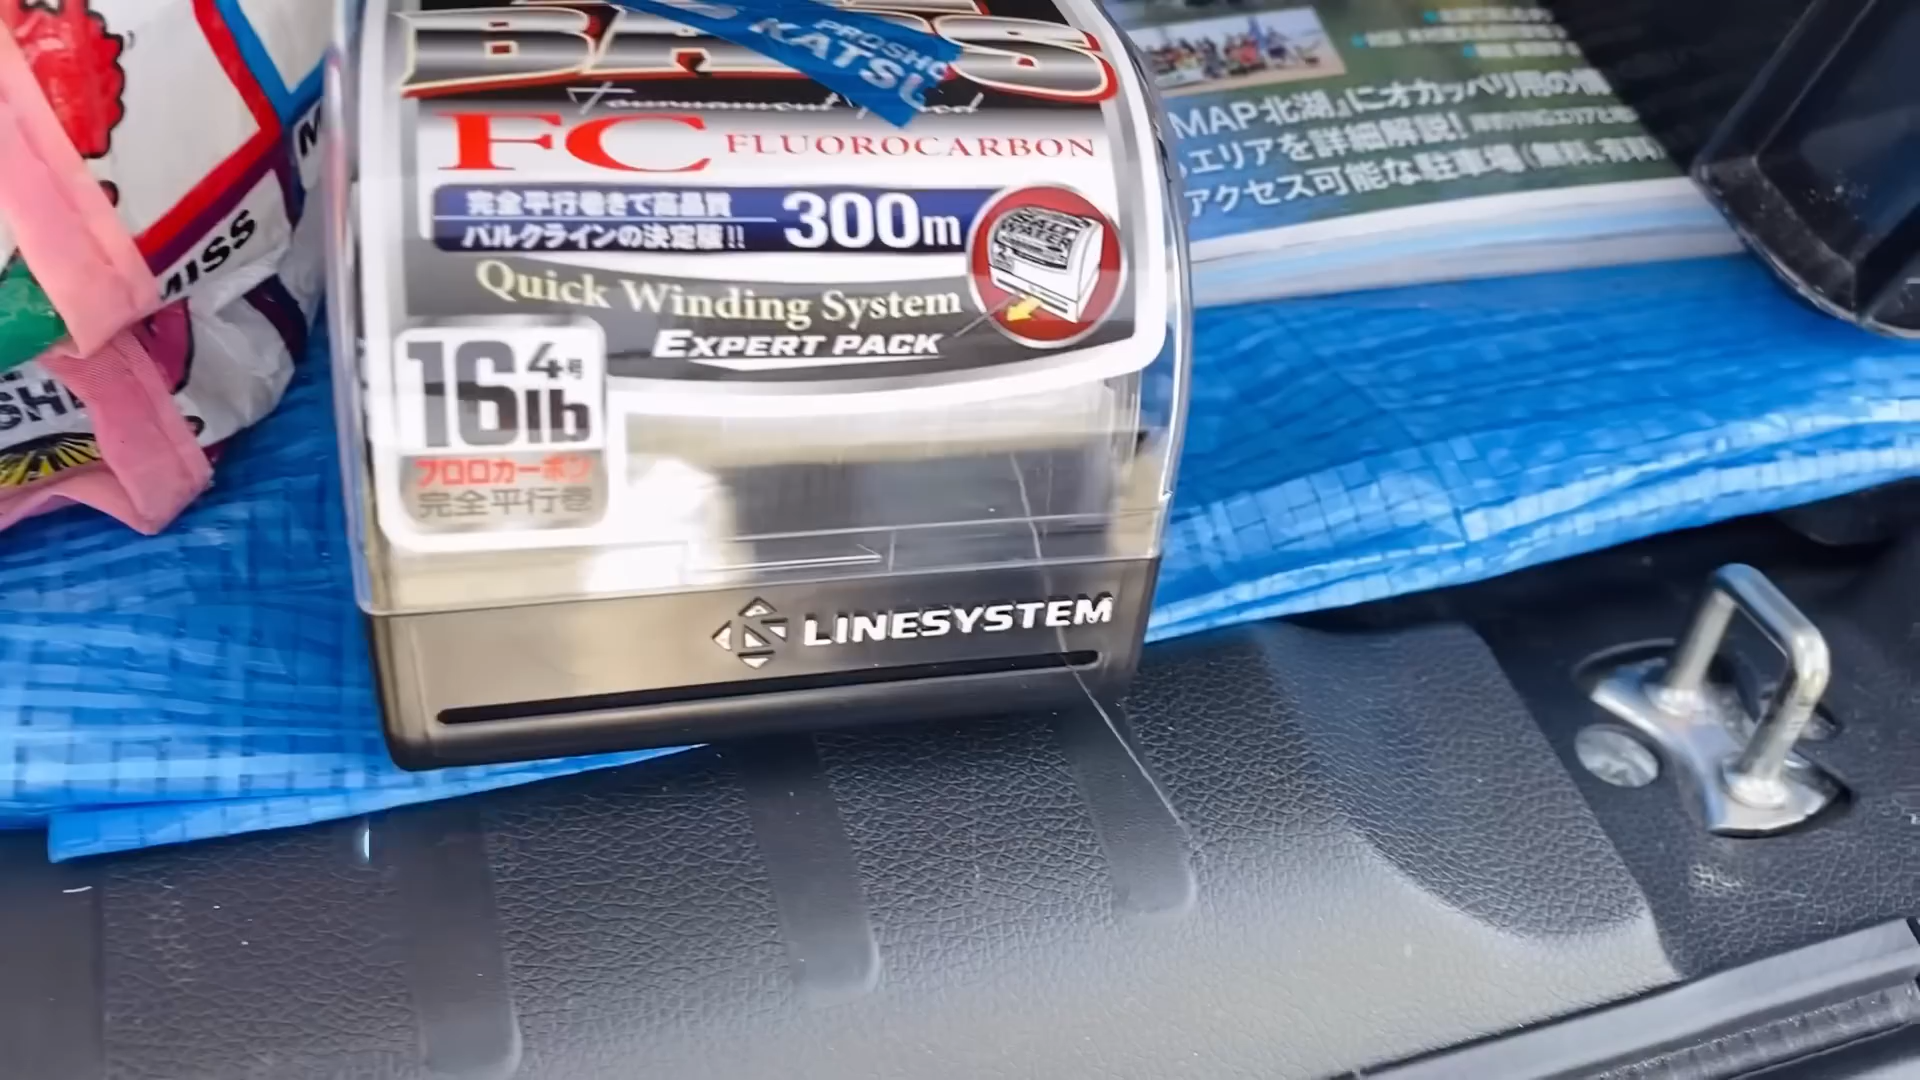 BASS
PROSHO
KATSU
FC FLUOROCARBON
完全平行巻きで高品質
バルクラインの決定版!! 300m
Quick Winding System
EXPERT PACK
16lb 4号
フロロカーボン
完全平行巻
LINESYSTEM
MAP北湖』にオカッパリ用の情
エリアを詳細解説!
アクセス可能な駐車場(無料、有料
MISS
SHI